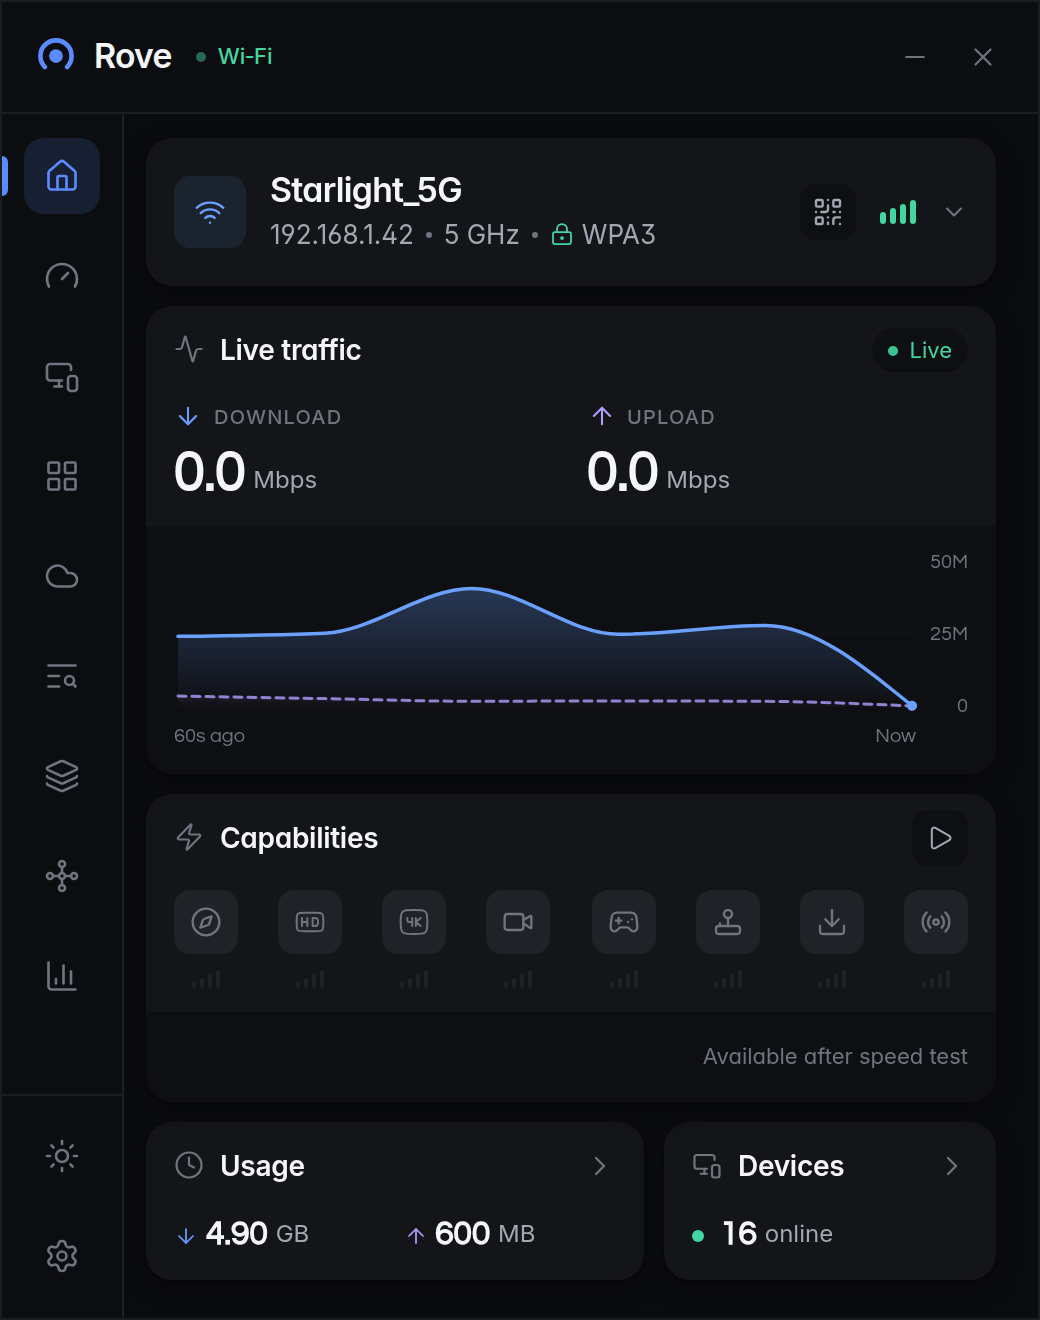 Rove
Wi-Fi
Starlight_5G
192.168.1.42 • 5 GHz • WPA3
Live traffic
Live
DOWNLOAD
UPLOAD
0.0 Mbps
0.0 Mbps
50M
25M
0
60s ago
Now
Capabilities
HD
4K
Available after speed test
Usage
4.90 GB
600 MB
Devices
16 online